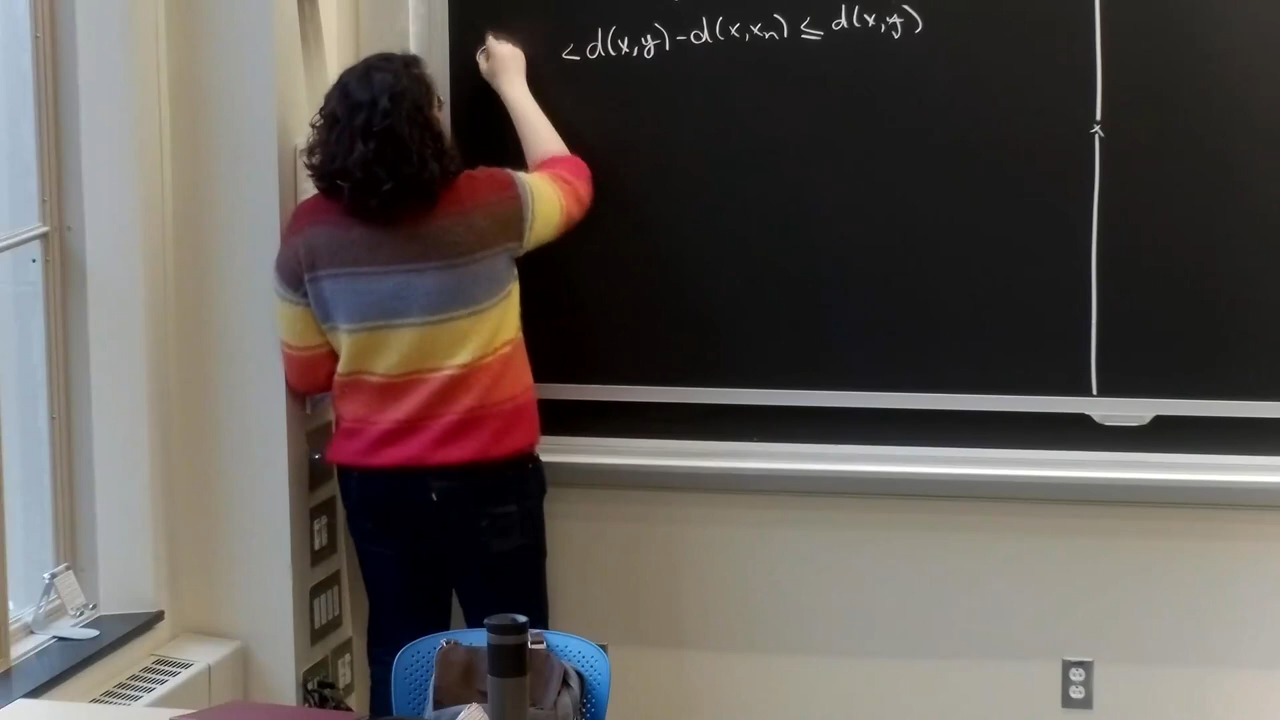 < d(x,y) - d(x,xₙ) ≤ d(x,y)
x